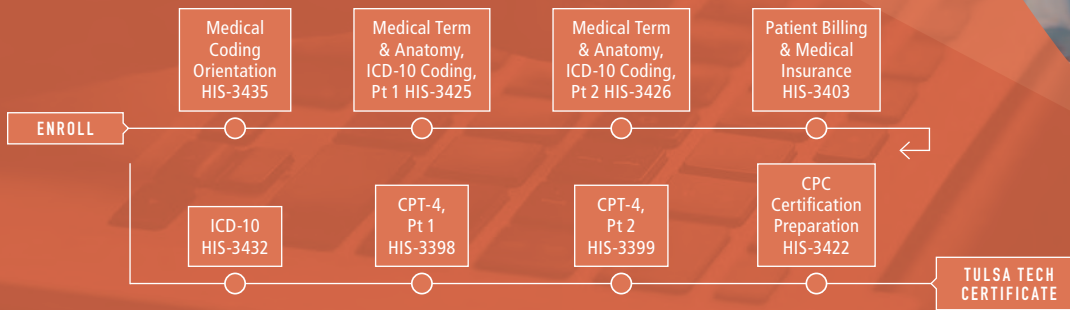 Medical
Coding
Orientation
HIS-3435
Medical Term
& Anatomy,
ICD-10 Coding,
Pt 1 HIS-3425
Medical Term
& Anatomy,
ICD-10 Coding,
Pt 2 HIS-3426
Patient Billing
& Medical
Insurance
HIS-3403
ENROLL
ICD-10
HIS-3432
CPT-4,
Pt 1
HIS-3398
CPT-4,
Pt 2
HIS-3399
CPC
Certification
Preparation
HIS-3422
TULSA TECH
CERTIFICATE